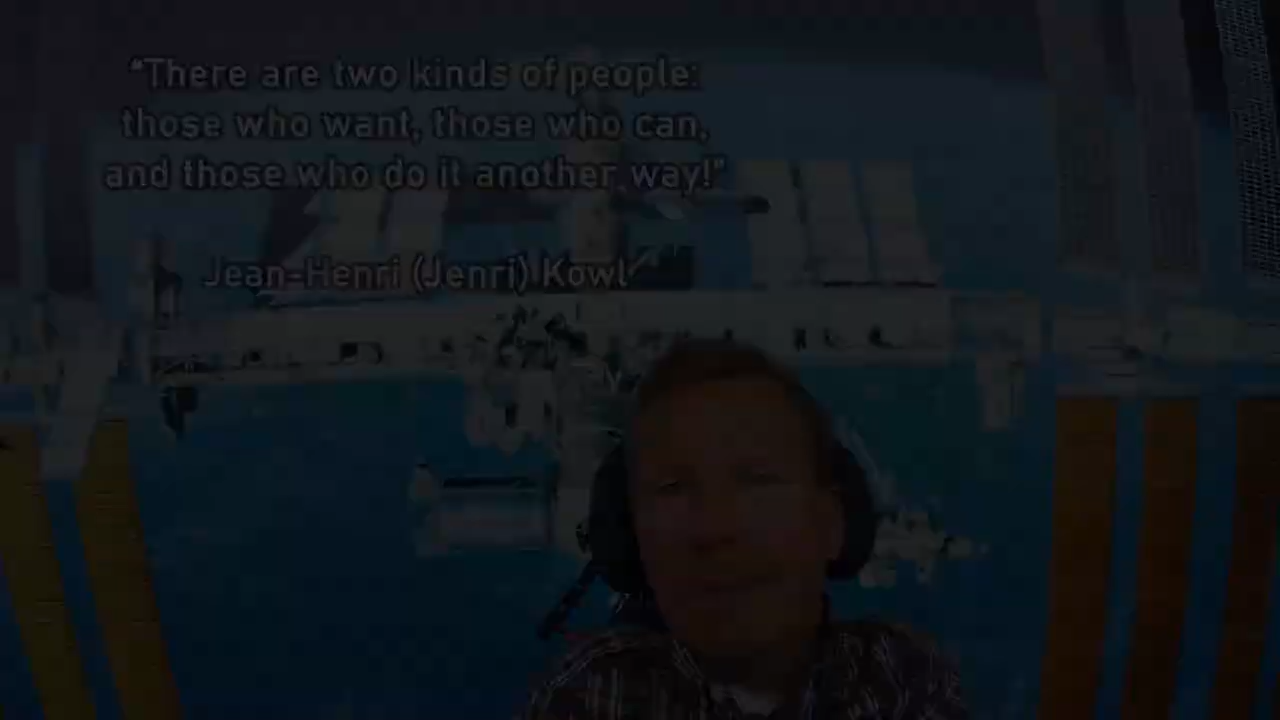 “There are two kinds of people:
those who want, those who can,
and those who do it another way!”
Jean-Henri (Jenri) Kowl